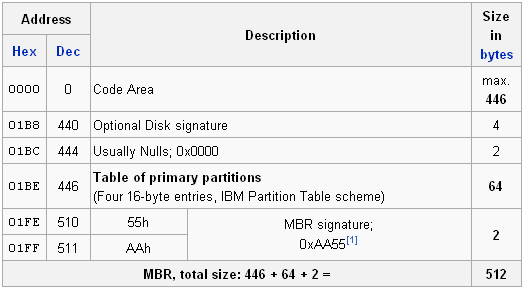 Address
Description
Size
in
bytes
Hex
Dec
0000
0
Code Area
max.
446
01B8
440
Optional Disk signature
4
01BC
444
Usually Nulls; 0x0000
2
01BE
446
Table of primary partitions
(Four 16-byte entries, IBM Partition Table scheme)
64
01FE
510
55h
MBR signature;
0xAA55[1]
2
01FF
511
AAh
MBR, total size: 446 + 64 + 2 =
512